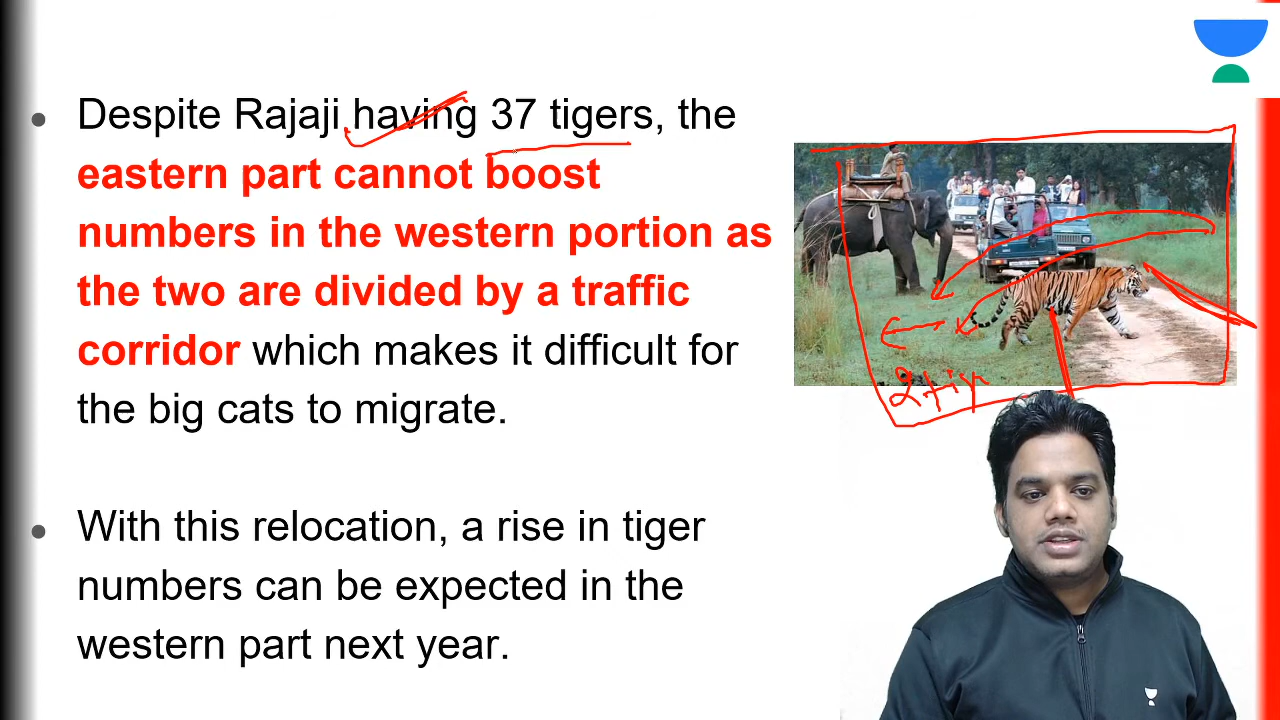 Despite Rajaji having 37 tigers, the
eastern part cannot boost
numbers in the western portion as
the two are divided by a traffic
corridor which makes it difficult for
the big cats to migrate.
With this relocation, a rise in tiger
numbers can be expected in the
western part next year.